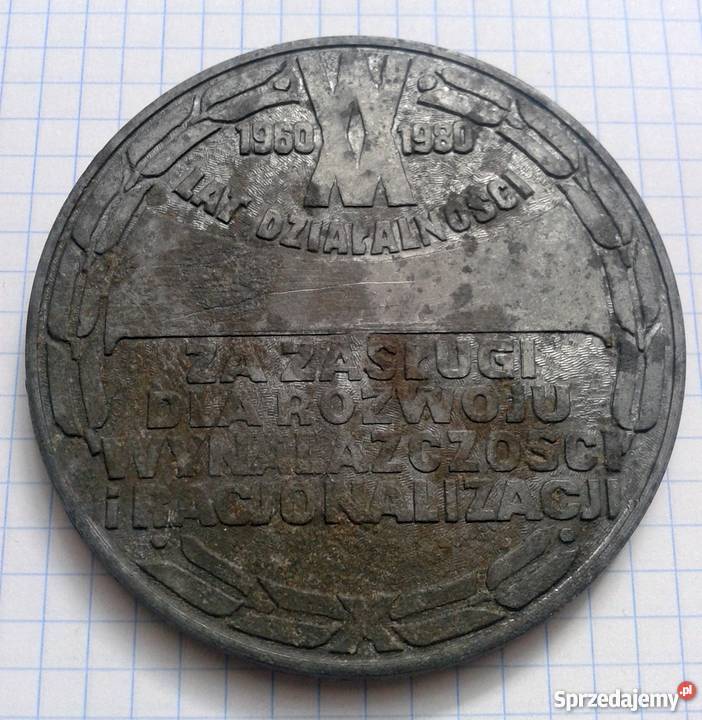 XX
1960 1980
LAT DZIAŁALNOŚCI
ZA ZASŁUGI
DLA ROZWOJU
WYNALAZCZOŚCI
i RACJONALIZACJI
Sprzedajemy.pl